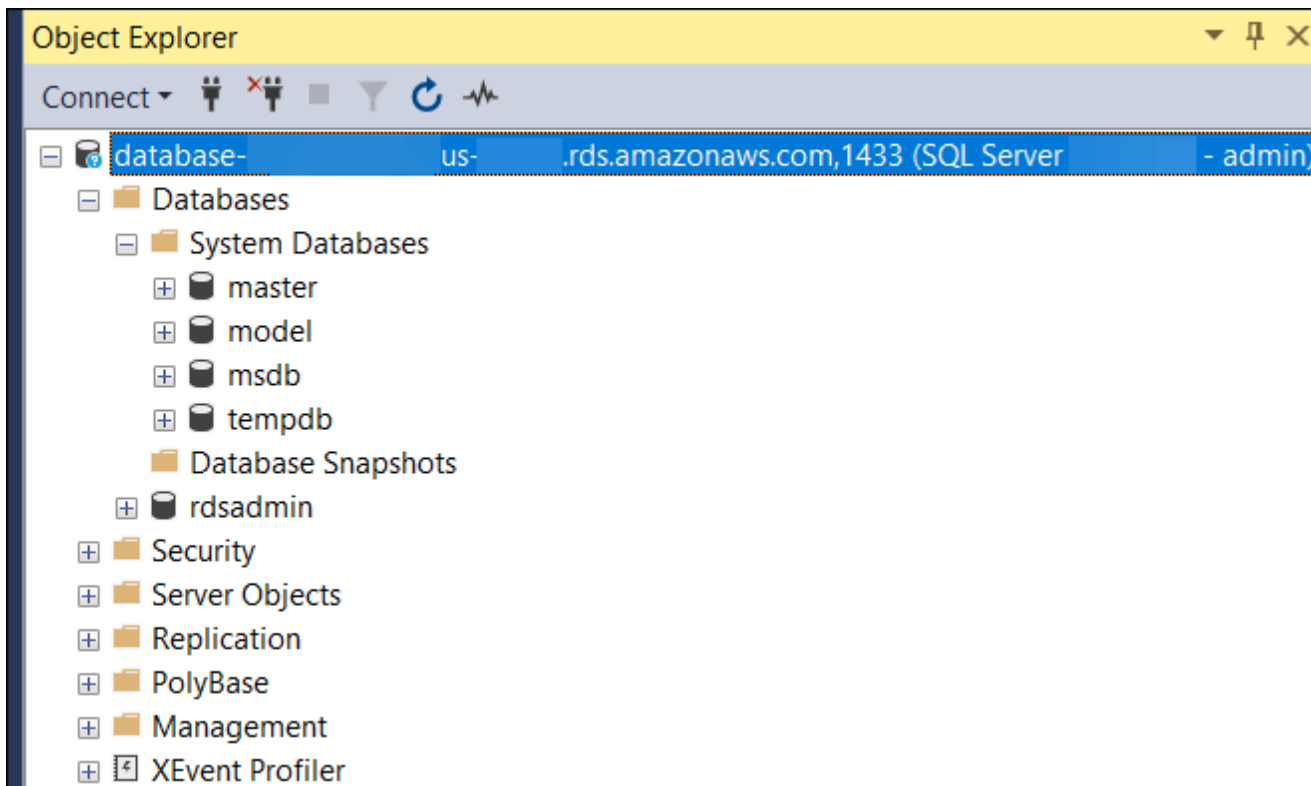 Object Explorer
Connect
database- us- .rds.amazonaws.com,1433 (SQL Server - admin)
Databases
System Databases
master
model
msdb
tempdb
Database Snapshots
rdsadmin
Security
Server Objects
Replication
PolyBase
Management
XEvent Profiler